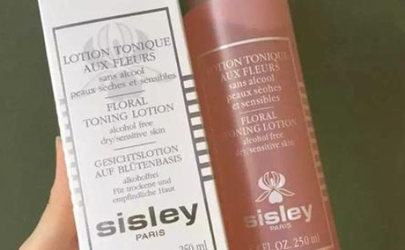 LOTION TONIQUE
AUX FLEURS
sans alcool
peaux sèches et sensibles
FLORAL
TONING LOTION
alcohol free
dry/sensitive skin
GESICHTSLOTION
AUF BLÜTENBASIS
alkoholfrei
Für trockene und
empfindliche Haut
sisley
PARIS
250 ml
LOTION TONIQUE
AUX FLEURS
sans alcool
peaux sèches
et sensibles
FLORAL
TONING LOTION
alcohol free
dry/sensitive skin
sisley
PARIS
FL.OZ. 250 ml